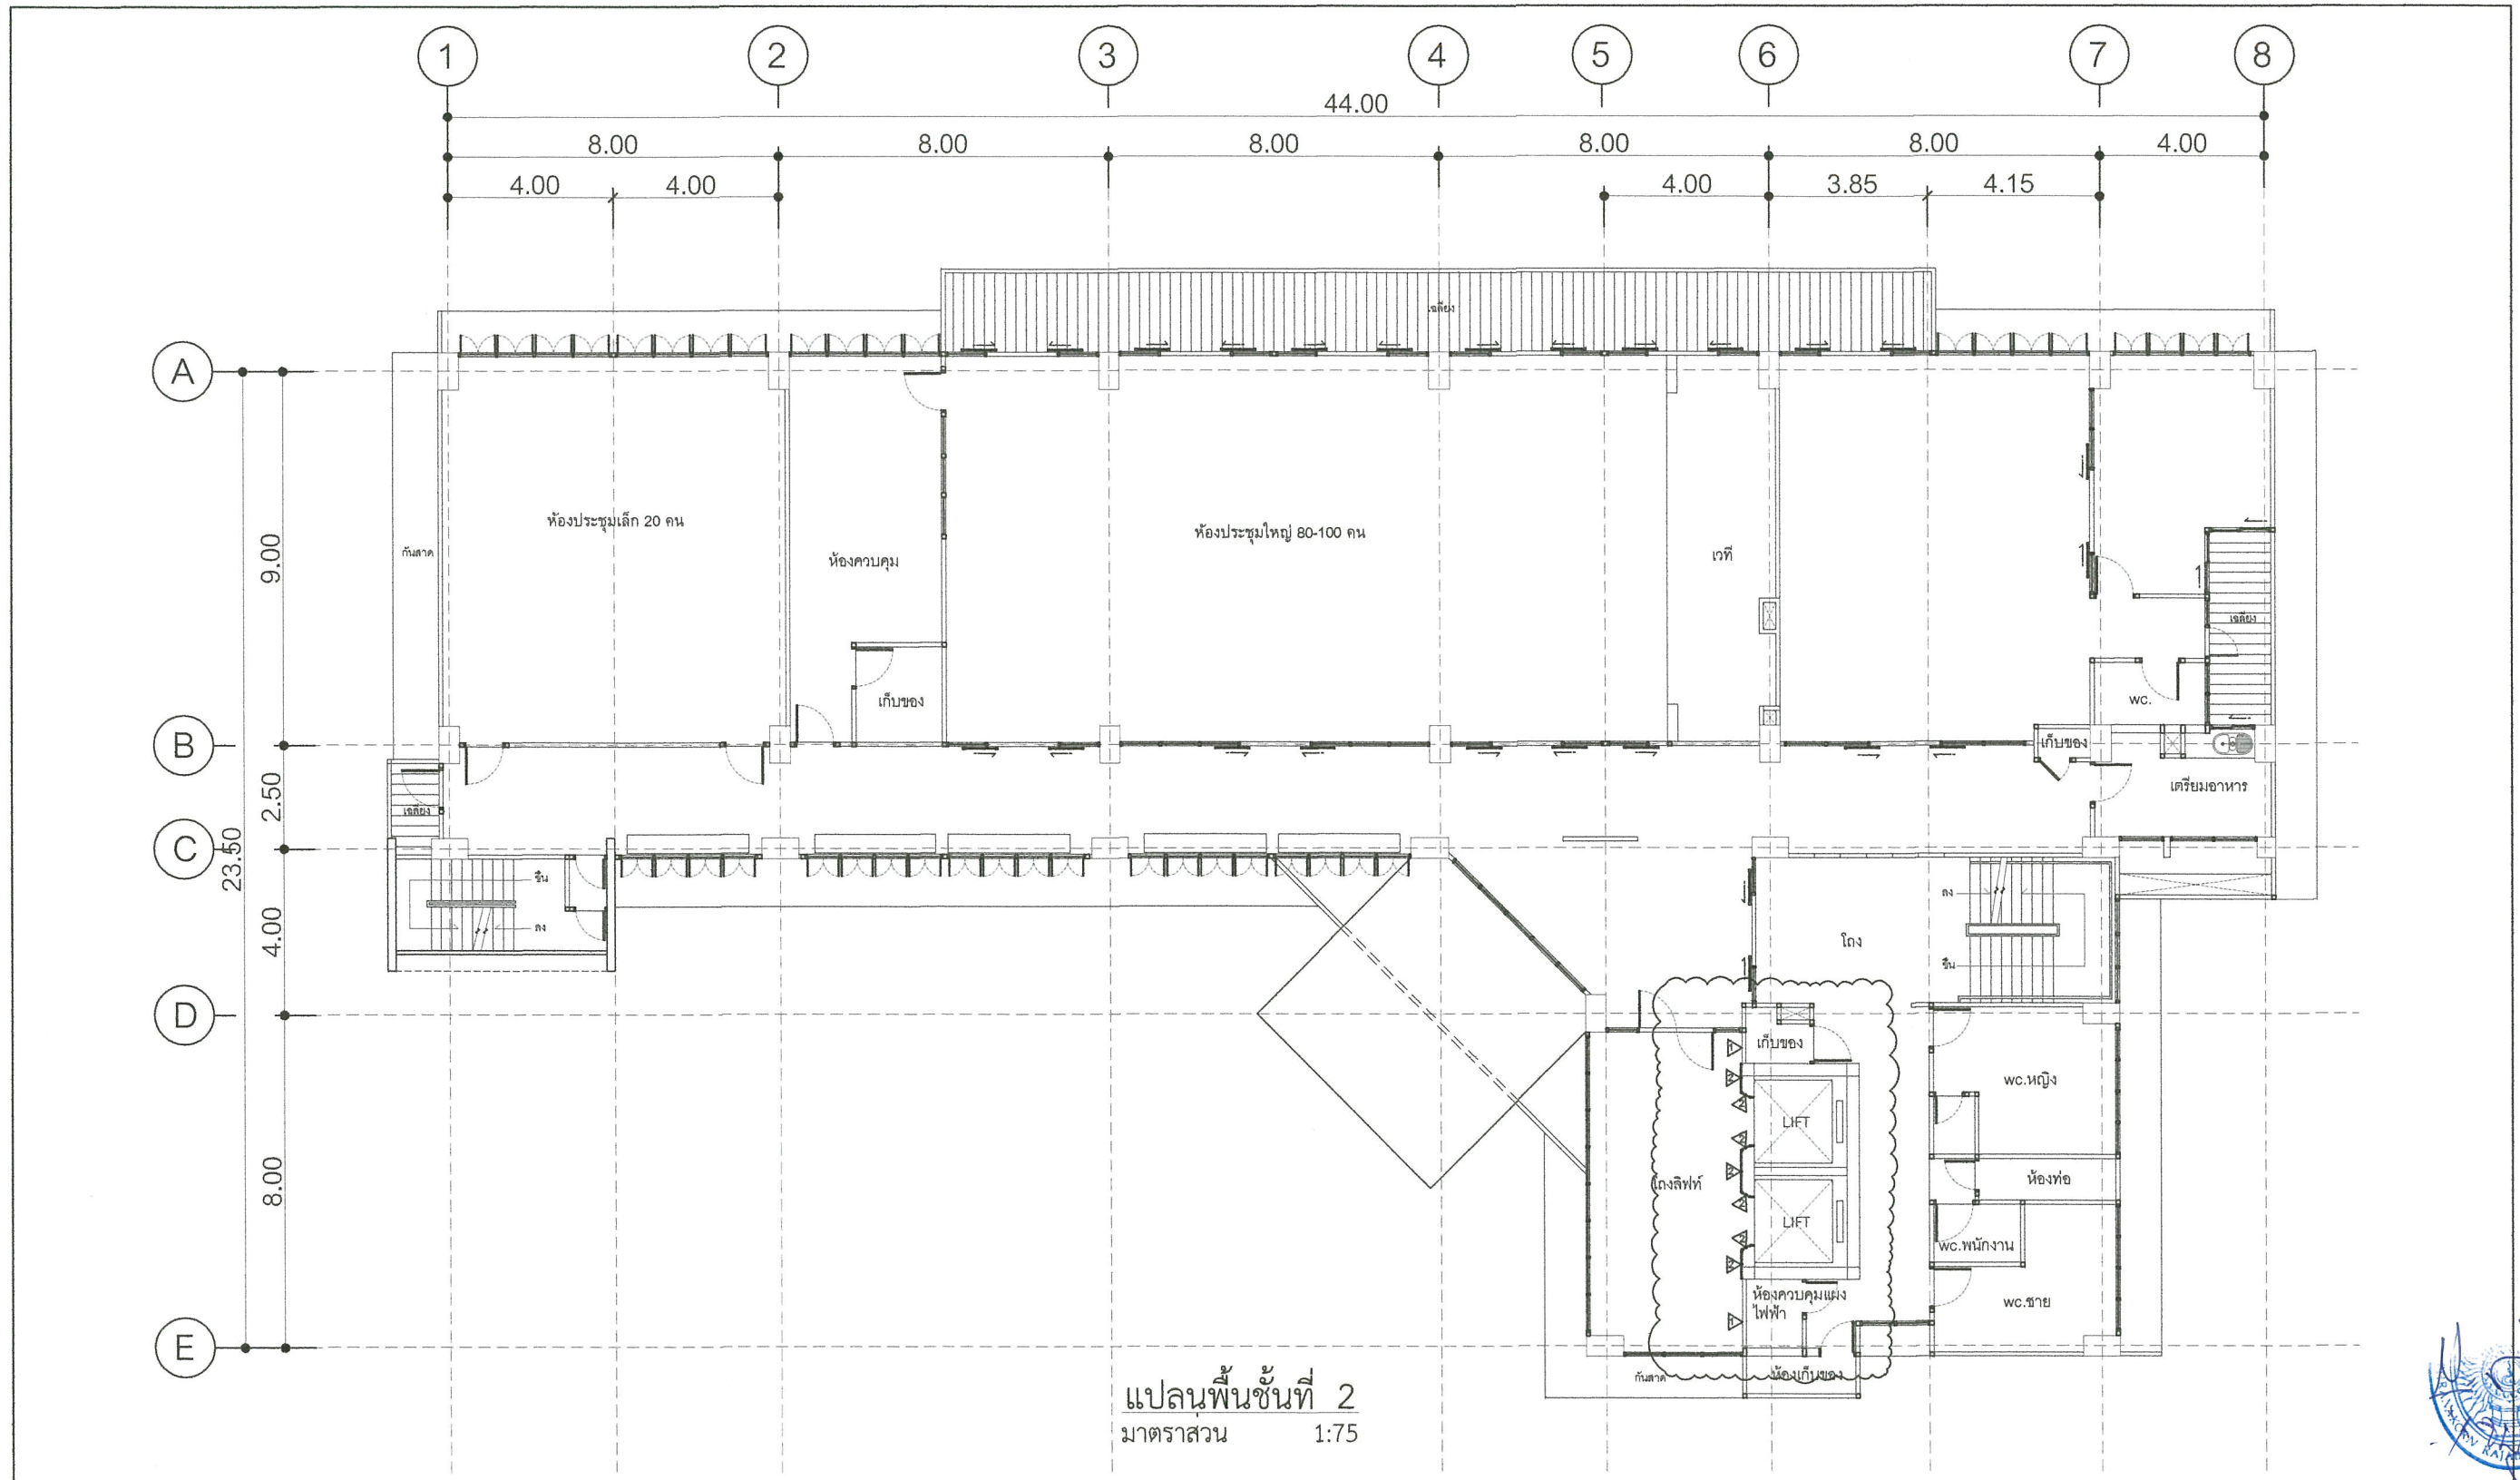 1 2 3 4 5 6 7 8
44.00
8.00 8.00 8.00 8.00 8.00 4.00
4.00 4.00 4.00 3.85 4.15
เฉลียง
A
ห้องประชุมเล็ก 20 คน
ห้องประชุมใหญ่ 80-100 คน
กันสาด
9.00
ห้องควบคุม
เวที
เฉลียง
เก็บของ
wc.
B
เก็บของ
เตรียมอาหาร
2.50
เฉลียง
C
23.50
ขึ้น
ลง
ลง
4.00
โถง
ขึ้น
D
เก็บของ
wc.หญิง
LIFT
8.00
โถงลิฟท์
ห้องท่อ
LIFT
wc.พนักงาน
ห้องควบคุมแผง
ไฟฟ้า
wc.ชาย
E
กันสาด
ห้องเก็บของ
แปลนพื้นชั้นที่ 2
มาตราส่วน 1:75